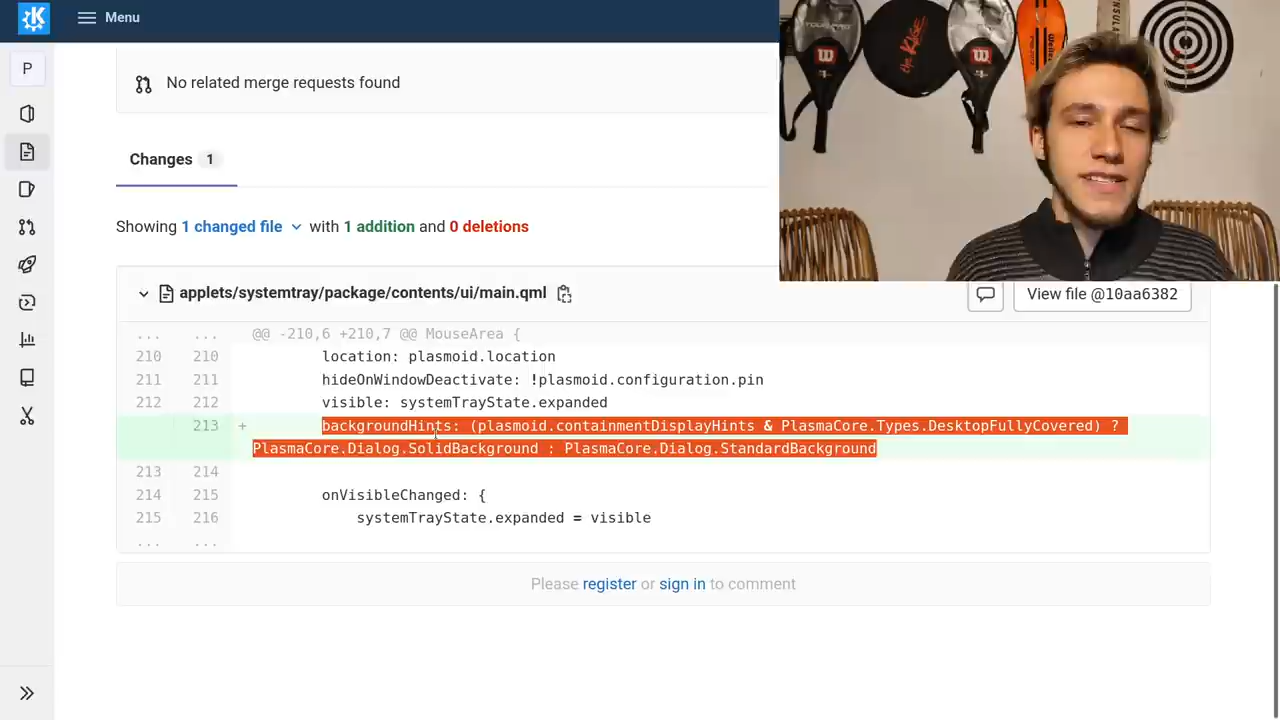 Menu
P
No related merge requests found
Changes 1
Showing 1 changed file with 1 addition and 0 deletions
applets/systemtray/package/contents/ui/main.qml
View file @10aa6382
... ... @@ -210,6 +210,7 @@ MouseArea {
210 210 location: plasmoid.location
211 211 hideOnWindowDeactivate: !plasmoid.configuration.pin
212 212 visible: systemTrayState.expanded
213 + backgroundHints: (plasmoid.containmentDisplayHints & PlasmaCore.Types.DesktopFullyCovered) ?
PlasmaCore.Dialog.SolidBackground : PlasmaCore.Dialog.StandardBackground
213 214
214 215 onVisibleChanged: {
215 216 systemTrayState.expanded = visible
... ...
Please register or sign in to comment